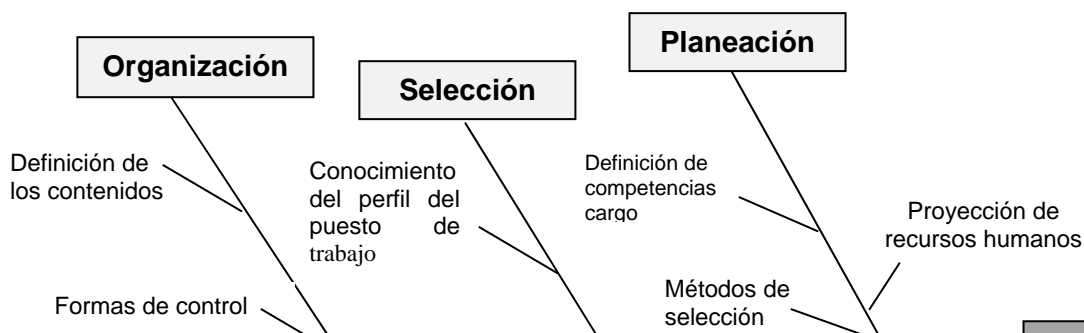 Organización
Definición de
los contenidos
Formas de control
Selección
Conocimiento
del perfil del
puesto de
trabajo
Planeación
Definición de
competencias
cargo
Métodos de
selección
Proyección de
recursos humanos